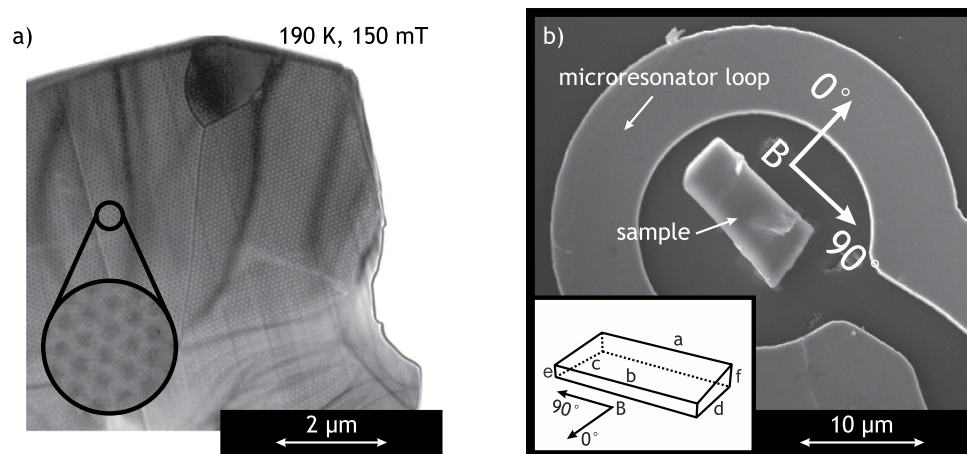 a)
190 K, 150 mT
2 µm
b)
microresonator loop
0°
B
sample
90°
a
c
b
e
f
d
90°
B
0°
10 µm